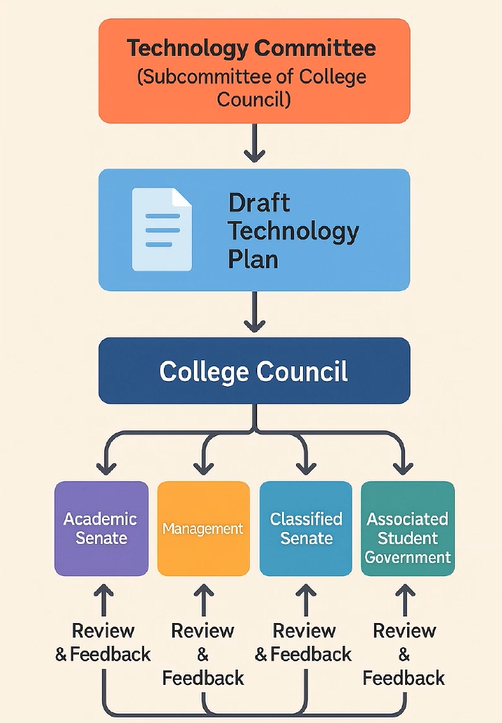 Technology Committee
(Subcommittee of College
Council)
Draft
Technology
Plan
College Council
Academic
Senate
Management
Classified
Senate
Associated
Student
Government
Review
& Feedback
Review
&
Feedback
Review
& Feedback
Review
&
Feedback